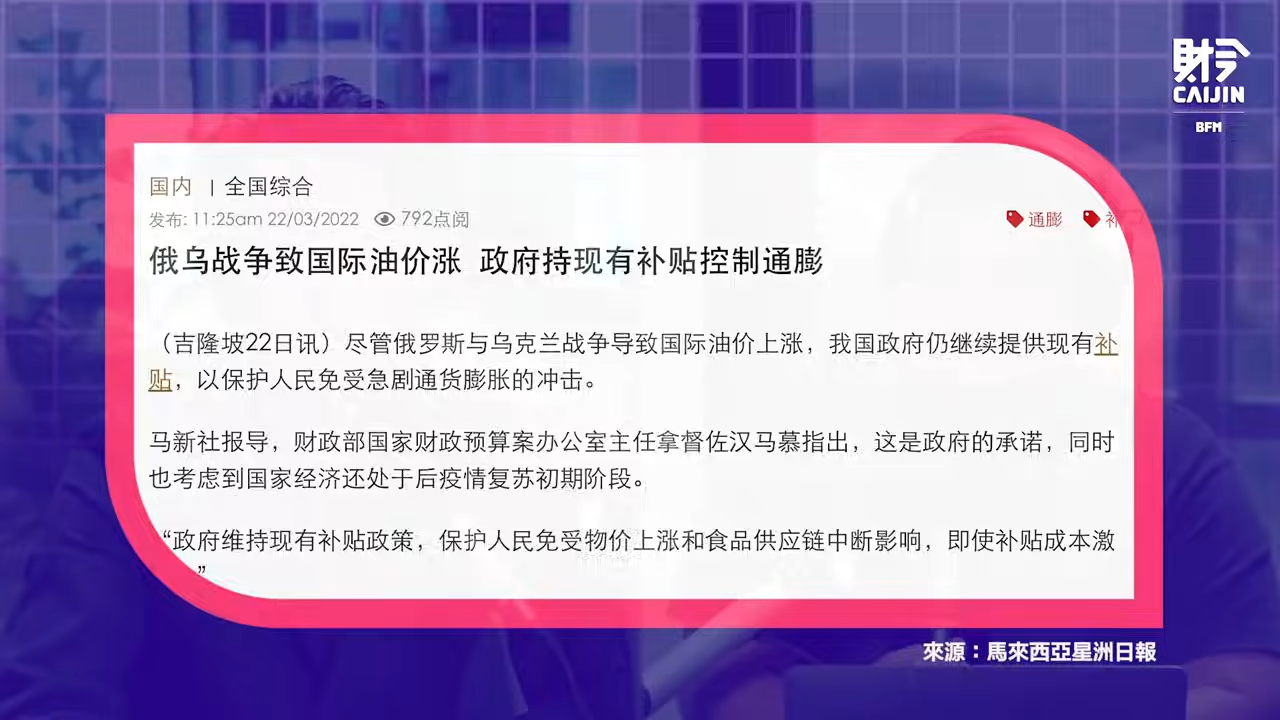 財今
CAIJIN
BFM
国内 | 全国综合
发布: 11:25am 22/03/2022 792点阅
通膨
俄乌战争致国际油价涨 政府持现有补贴控制通膨
（吉隆坡22日讯）尽管俄罗斯与乌克兰战争导致国际油价上涨，我国政府仍继续提供现有补
贴，以保护人民免受急剧通货膨胀的冲击。
马新社报导，财政部国家财政预算案办公室主任拿督佐汉马慕指出，这是政府的承诺，同时
也考虑到国家经济还处于后疫情复苏初期阶段。
“政府维持现有补贴政策，保护人民免受物价上涨和食品供应链中断影响，即使补贴成本激
”
來源：馬來西亞星洲日報